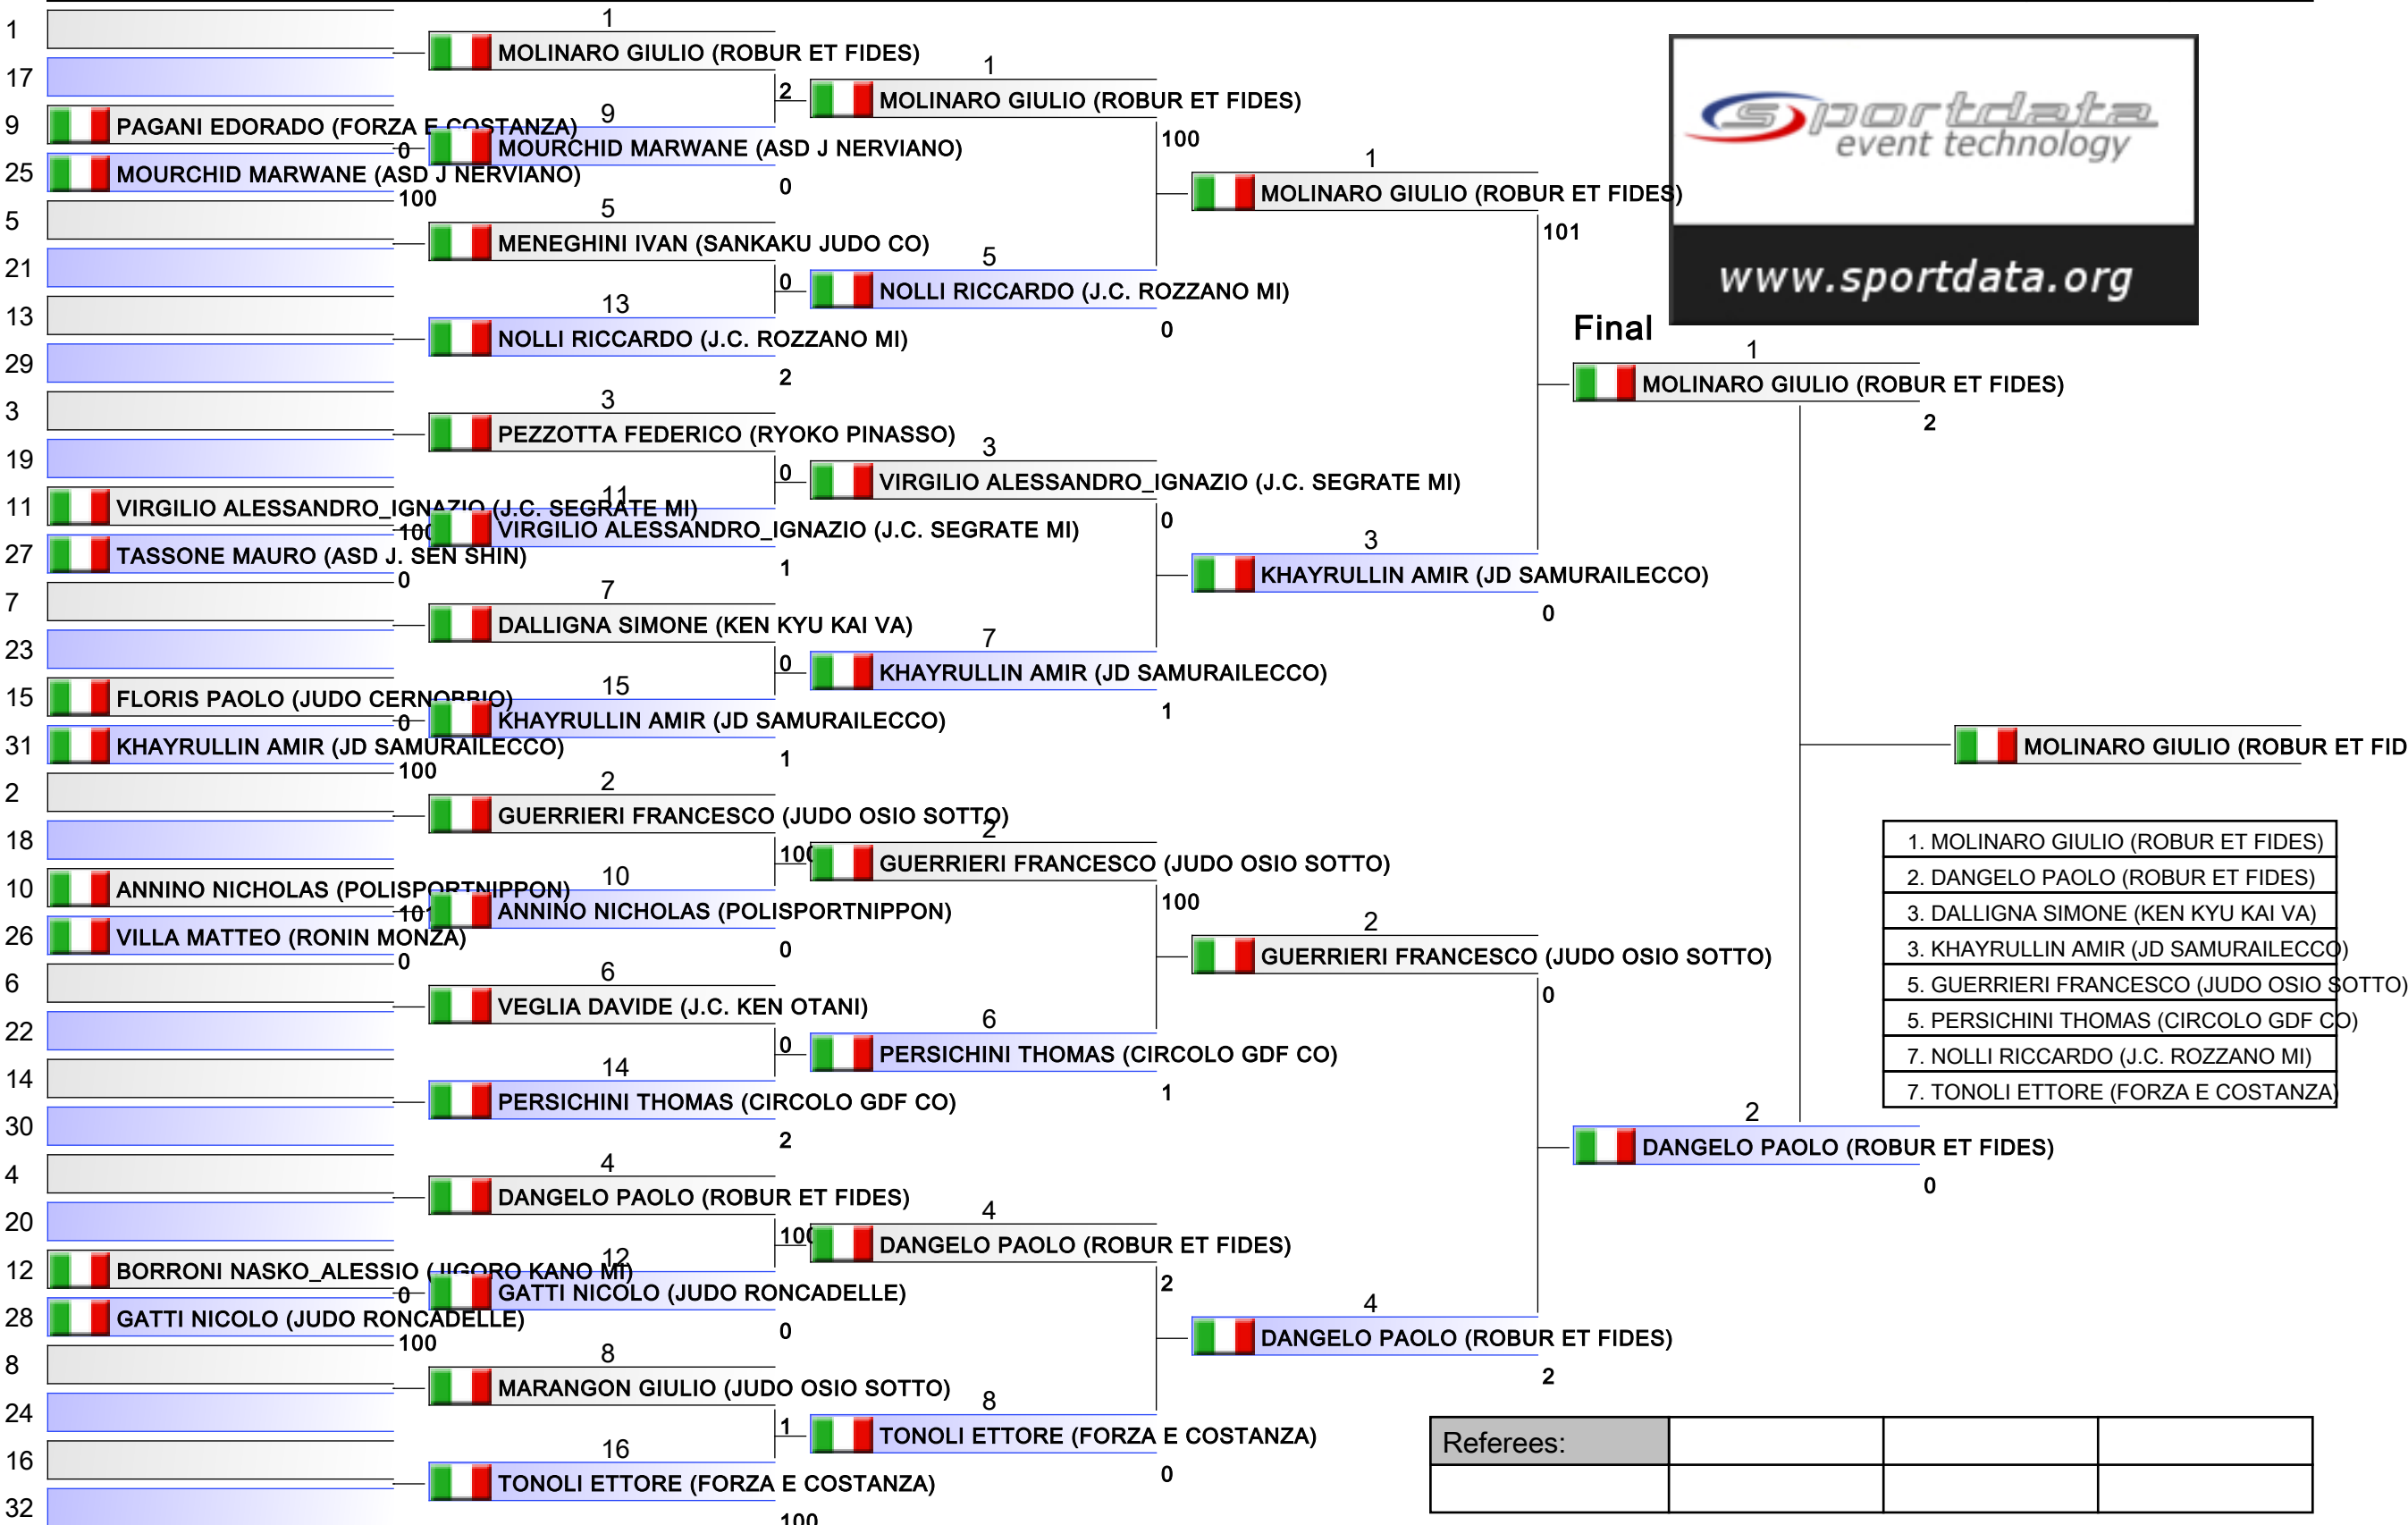 1
17
9 PAGANI EDORADO (FORZA E COSTANZA)
0
25 MOURCHID MARWANE (ASD J NERVIANO)
100
5
21
13
29
3
19
11 VIRGILIO ALESSANDRO_IGNAZIO (J.C. SEGRATE MI)
100
27 TASSONE MAURO (ASD J. SEN SHIN)
0
7
23
15 FLORIS PAOLO (JUDO CERNOBBIO)
0
31 KHAYRULLIN AMIR (JD SAMURAILECCO)
100
2
18
10 ANNINO NICHOLAS (POLISPORTNIPPON)
101
26 VILLA MATTEO (RONIN MONZA)
0
6
22
14
30
4
20
12 BORRONI NASKO_ALESSIO (JIGORO KANO MI)
0
28 GATTI NICOLO (JUDO RONCADELLE)
100
8
24
16
32
1
MOLINARO GIULIO (ROBUR ET FIDES)
2
9
MOURCHID MARWANE (ASD J NERVIANO)
0
5
MENEGHINI IVAN (SANKAKU JUDO CO)
0
13
NOLLI RICCARDO (J.C. ROZZANO MI)
2
3
PEZZOTTA FEDERICO (RYOKO PINASSO)
0
11
VIRGILIO ALESSANDRO_IGNAZIO (J.C. SEGRATE MI)
1
7
DALLIGNA SIMONE (KEN KYU KAI VA)
0
15
KHAYRULLIN AMIR (JD SAMURAILECCO)
1
2
GUERRIERI FRANCESCO (JUDO OSIO SOTTO)
100
10
ANNINO NICHOLAS (POLISPORTNIPPON)
0
6
VEGLIA DAVIDE (J.C. KEN OTANI)
0
14
PERSICHINI THOMAS (CIRCOLO GDF CO)
2
4
DANGELO PAOLO (ROBUR ET FIDES)
100
12
GATTI NICOLO (JUDO RONCADELLE)
0
8
MARANGON GIULIO (JUDO OSIO SOTTO)
1
16
TONOLI ETTORE (FORZA E COSTANZA)
100
1
MOLINARO GIULIO (ROBUR ET FIDES)
100
5
NOLLI RICCARDO (J.C. ROZZANO MI)
0
3
VIRGILIO ALESSANDRO_IGNAZIO (J.C. SEGRATE MI)
0
7
KHAYRULLIN AMIR (JD SAMURAILECCO)
1
2
GUERRIERI FRANCESCO (JUDO OSIO SOTTO)
100
6
PERSICHINI THOMAS (CIRCOLO GDF CO)
1
4
DANGELO PAOLO (ROBUR ET FIDES)
2
8
TONOLI ETTORE (FORZA E COSTANZA)
0
1
MOLINARO GIULIO (ROBUR ET FIDES)
101
3
KHAYRULLIN AMIR (JD SAMURAILECCO)
0
2
GUERRIERI FRANCESCO (JUDO OSIO SOTTO)
0
4
DANGELO PAOLO (ROBUR ET FIDES)
2
sportdata
event technology
www.sportdata.org
Final
1
MOLINARO GIULIO (ROBUR ET FIDES)
2
2
DANGELO PAOLO (ROBUR ET FIDES)
0
MOLINARO GIULIO (ROBUR ET FID
1. MOLINARO GIULIO (ROBUR ET FIDES)
2. DANGELO PAOLO (ROBUR ET FIDES)
3. DALLIGNA SIMONE (KEN KYU KAI VA)
3. KHAYRULLIN AMIR (JD SAMURAILECCO)
5. GUERRIERI FRANCESCO (JUDO OSIO SOTTO)
5. PERSICHINI THOMAS (CIRCOLO GDF CO)
7. NOLLI RICCARDO (J.C. ROZZANO MI)
7. TONOLI ETTORE (FORZA E COSTANZA)
Referees: